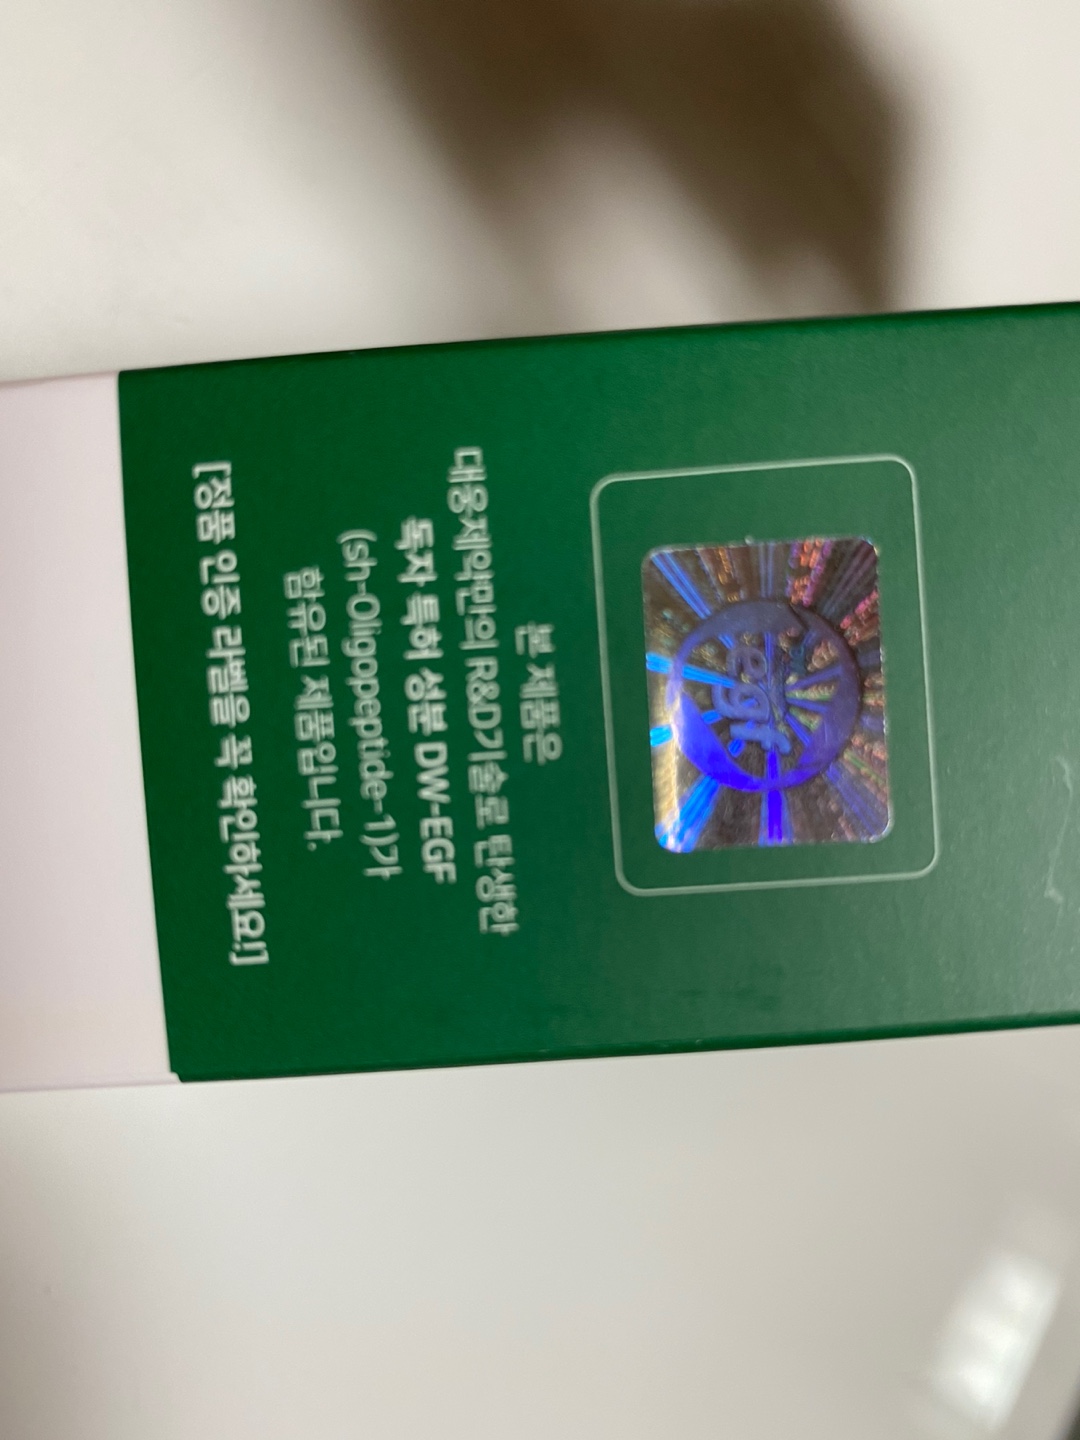 egf
본 제품은
대웅제약만의 R&D기술로 탄생한
독자 특허 성분 DW-EGF
(sh-Oligopeptide-1)가
함유된 제품입니다.
[정품 인증 라벨을 꼭 확인하세요!]